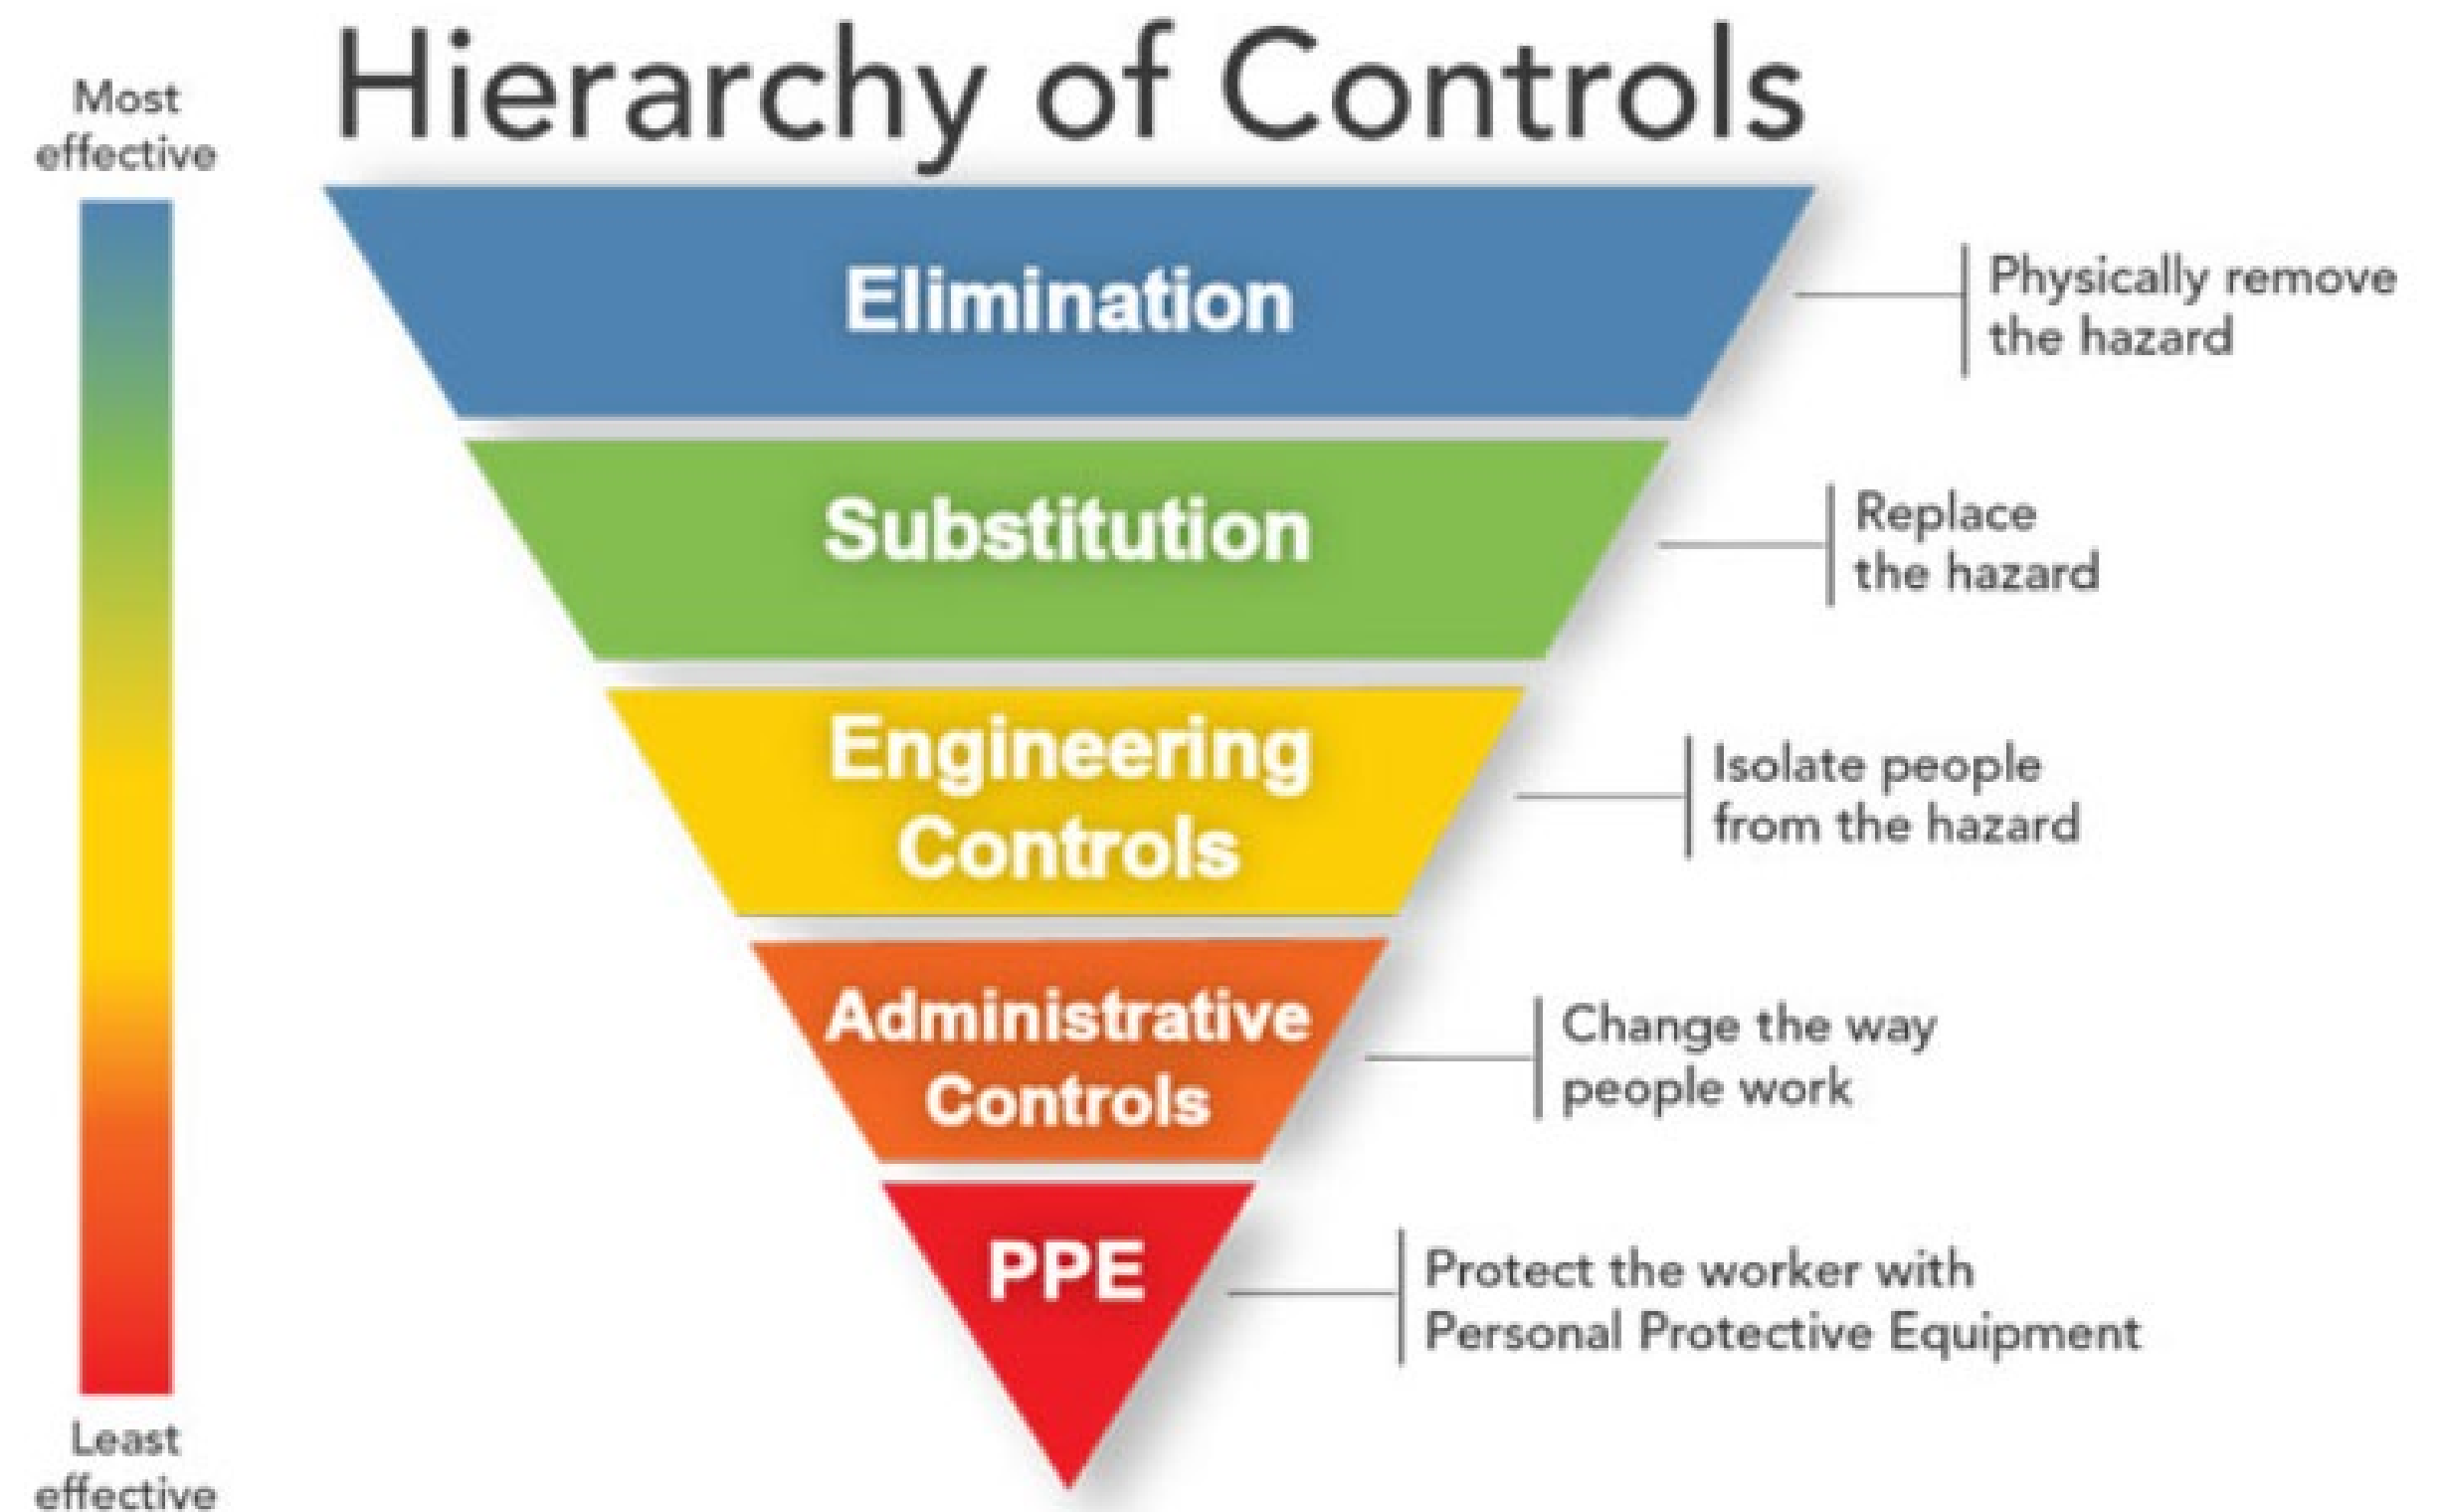 Hierarchy of Controls
Most
effective
Elimination
Physically remove
the hazard
Substitution
Replace
the hazard
Engineering
Controls
Isolate people
from the hazard
Administrative
Controls
Change the way
people work
PPE
Protect the worker with
Personal Protective Equipment
Least
effective